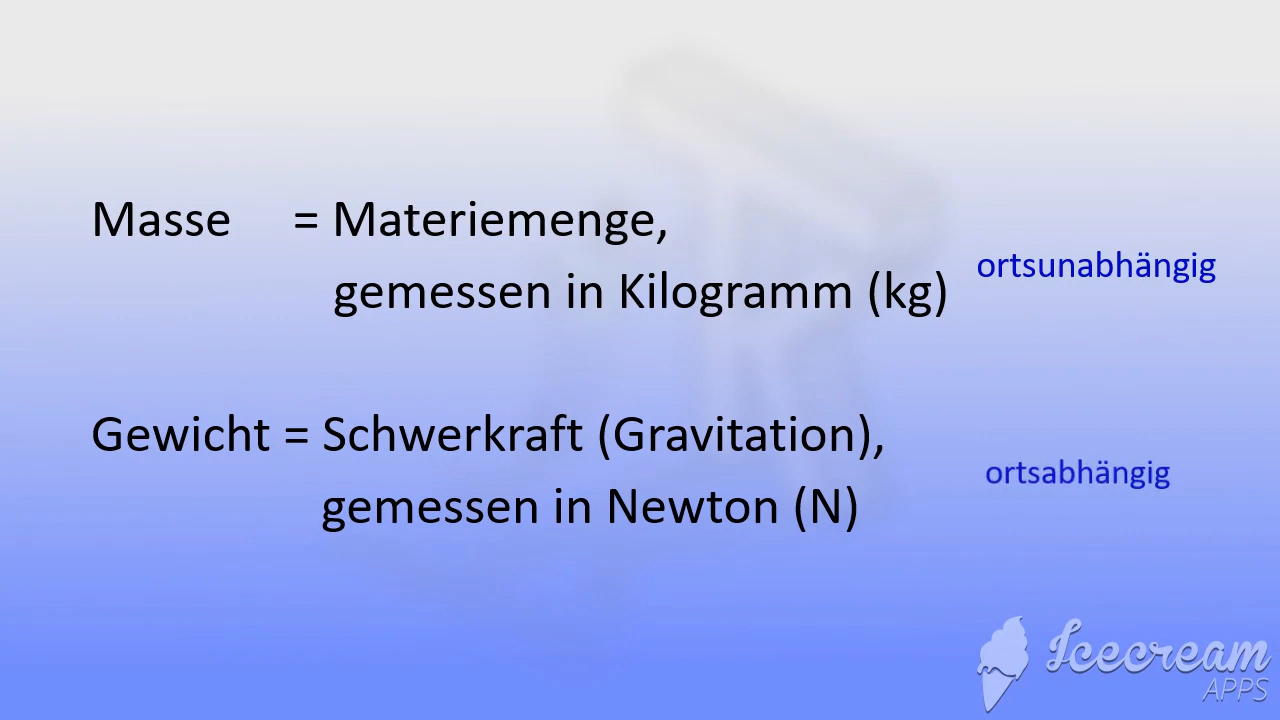 Masse = Materiemenge,
gemessen in Kilogramm (kg)
ortsunabhängig
Gewicht = Schwerkraft (Gravitation),
gemessen in Newton (N)
ortsabhängig
Icecream
APPS